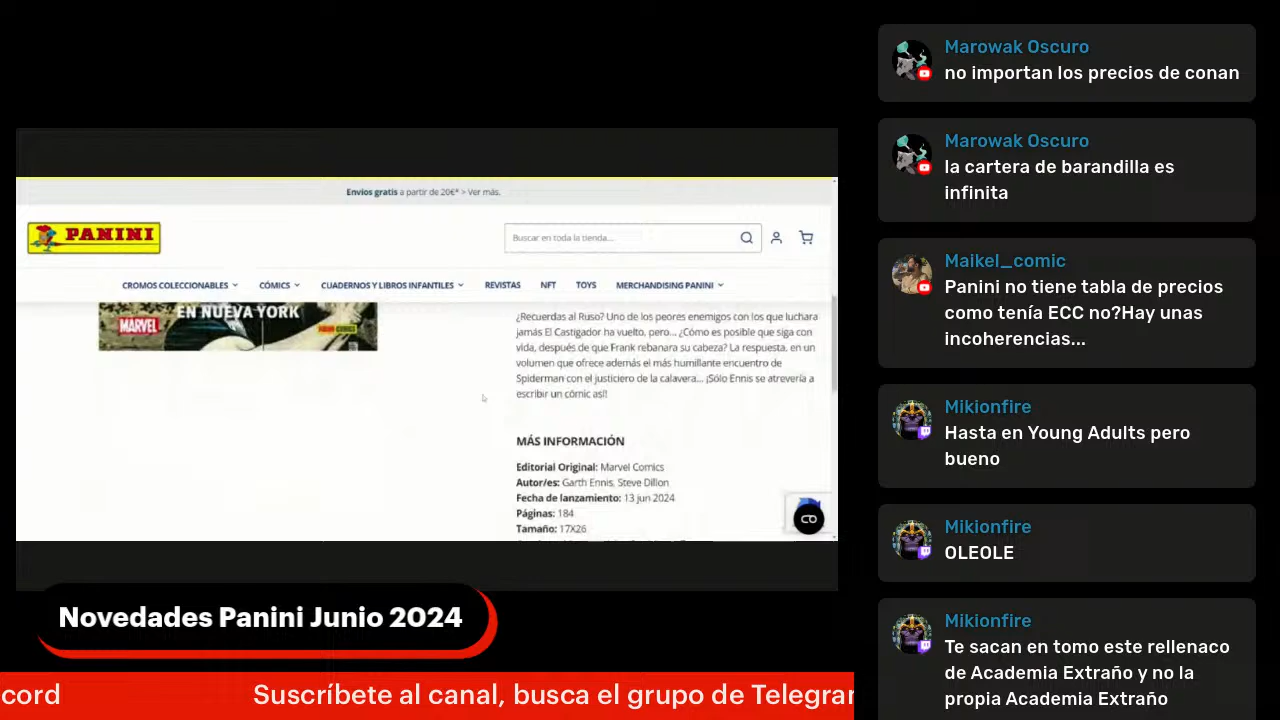 Envíos gratis a partir de 20€* > Ver más.
PANINI
Buscar en toda la tienda...
CROMOS COLECCIONABLES
CÓMICS
CUADERNOS Y LIBROS INFANTILES
REVISTAS
NFT
TOYS
MERCHANDISING PANINI
EN NUEVA YORK
MARVEL
¿Recuerdas al Ruso? Uno de los peores enemigos con los que luchara
jamás El Castigador ha vuelto, pero... ¿Cómo es posible que siga con
vida, después de que Frank rebanara su cabeza? La respuesta, en un
volumen que ofrece además el más humillante encuentro de
Spiderman con el justiciero de la calavera... ¡Sólo Ennis se atrevería a
escribir un cómic así!
MÁS INFORMACIÓN
Editorial Original: Marvel Comics
Autor/es: Garth Ennis, Steve Dillon
Fecha de lanzamiento: 13 jun 2024
Páginas: 184
Tamaño: 17X26
Novedades Panini Junio 2024
cord
Suscríbete al canal, busca el grupo de Telegram
Marowak Oscuro
no importan los precios de conan
Marowak Oscuro
la cartera de barandilla es
infinita
Maikel_comic
Panini no tiene tabla de precios
como tenía ECC no?Hay unas
incoherencias...
Mikionfire
Hasta en Young Adults pero
bueno
Mikionfire
OLEOLE
Mikionfire
Te sacan en tomo este rellenaco
de Academia Extraño y no la
propia Academia Extraño